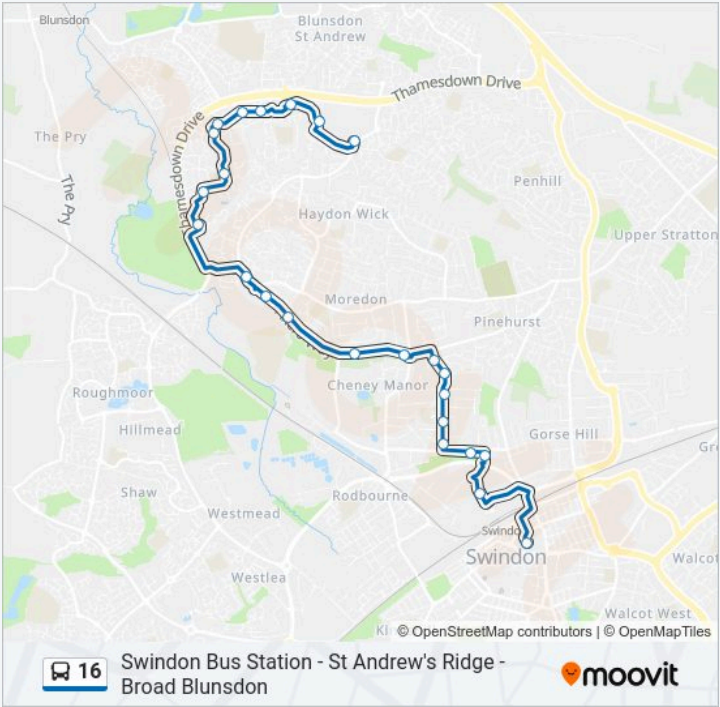 Blunsdon
Blunsdon
St Andrew
Thamesdown Drive
Thamesdown Drive
The Pry
The Pry
Penhill
Haydon Wick
Upper Stratton
Moredon
Pinehurst
Cheney Manor
Roughmoor
Hillmead
Gorse Hill
Shaw
Rodbourne
Westmead
Swindo
Swindon
Westlea
Walcot
Walcot West
© OpenStreetMap contributors | © OpenMapTiles
16
Swindon Bus Station - St Andrew's Ridge -
Broad Blunsdon
moovit